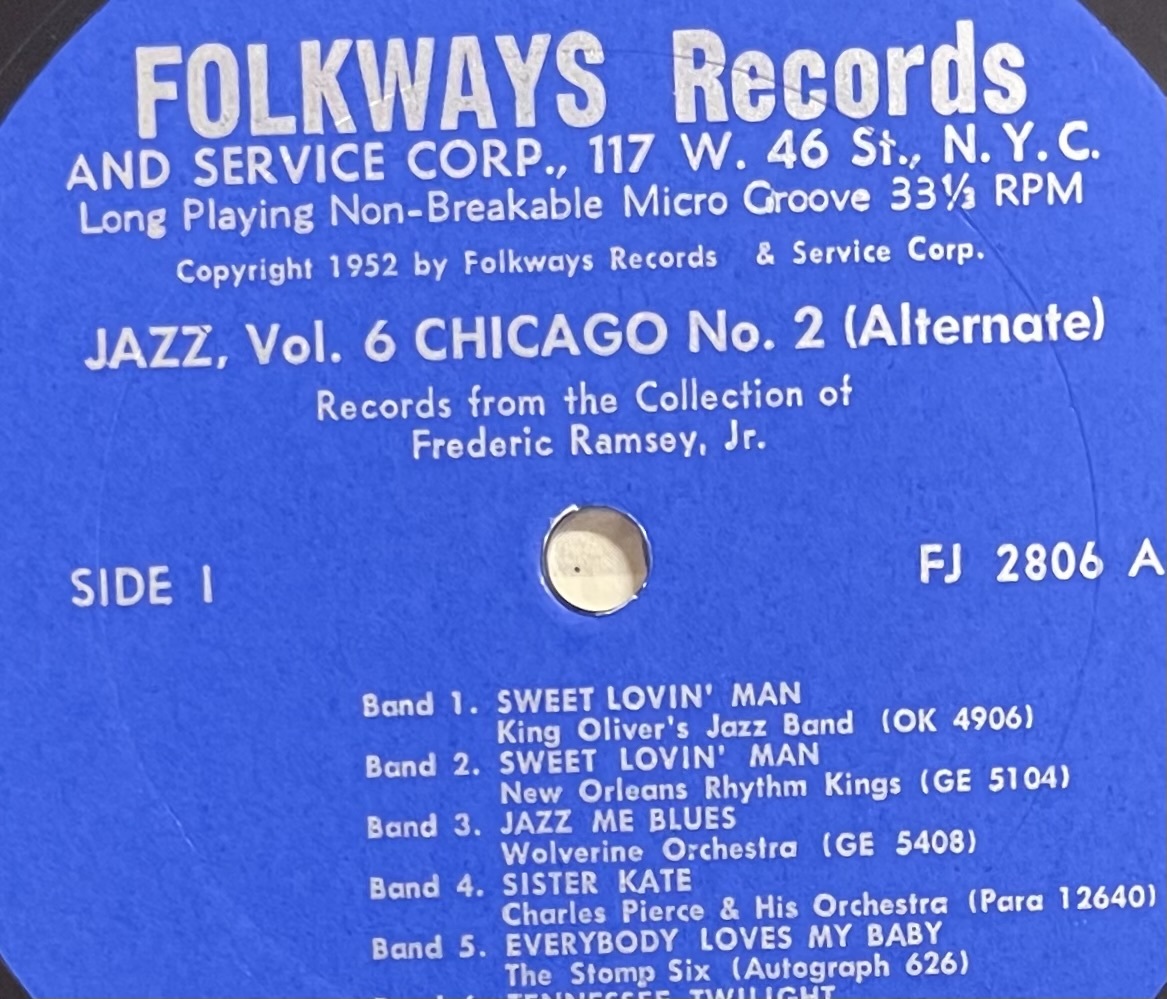 FOLKWAYS Records
AND SERVICE CORP., 117 W. 46 St., N.Y.C.
Long Playing Non-Breakable Micro Groove 33⅓ RPM
Copyright 1952 by Folkways Records & Service Corp.
JAZZ, Vol. 6 CHICAGO No. 2 (Alternate)
Records from the Collection of
Frederic Ramsey, Jr.
SIDE I
FJ 2806 A
Band 1. SWEET LOVIN' MAN
King Oliver's Jazz Band (OK 4906)
Band 2. SWEET LOVIN' MAN
New Orleans Rhythm Kings (GE 5104)
Band 3. JAZZ ME BLUES
Wolverine Orchestra (GE 5408)
Band 4. SISTER KATE
Charles Pierce & His Orchestra (Para 12640)
Band 5. EVERYBODY LOVES MY BABY
The Stomp Six (Autograph 626)
Band 6. TENNESSEE TWILIGHT